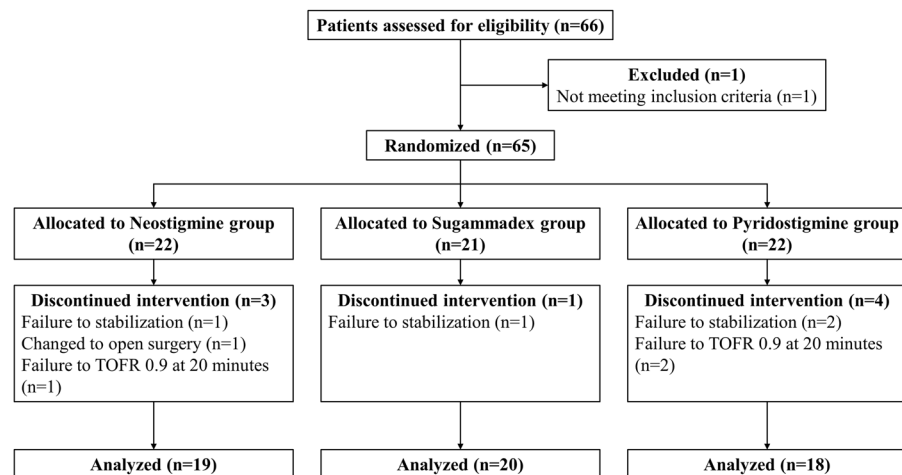 Patients assessed for eligibility (n=66)
Excluded (n=1)
Not meeting inclusion criteria (n=1)
Randomized (n=65)
Allocated to Neostigmine group
(n=22)
Allocated to Sugammadex group
(n=21)
Allocated to Pyridostigmine group
(n=22)
Discontinued intervention (n=3)
Failure to stabilization (n=1)
Changed to open surgery (n=1)
Failure to TOFR 0.9 at 20 minutes
(n=1)
Discontinued intervention (n=1)
Failure to stabilization (n=1)
Discontinued intervention (n=4)
Failure to stabilization (n=2)
Failure to TOFR 0.9 at 20 minutes
(n=2)
Analyzed (n=19)
Analyzed (n=20)
Analyzed (n=18)